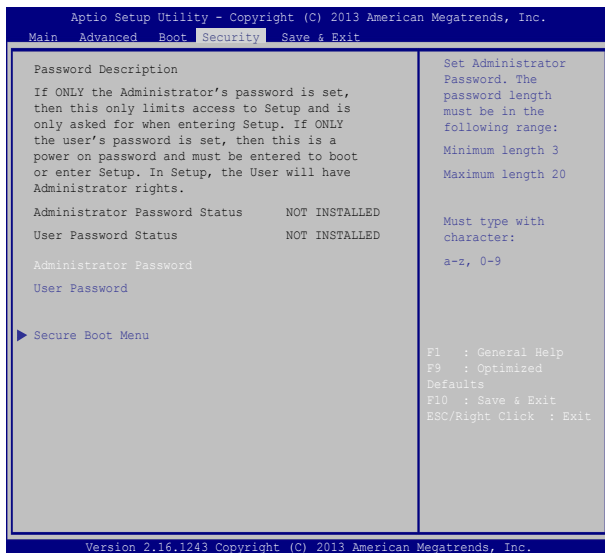 Aptio Setup Utility - Copyright (C) 2013 American Megatrends, Inc.
Main Advanced Boot Security Save & Exit
Password Description
If ONLY the Administrator's password is set,
then this only limits access to Setup and is
only asked for when entering Setup. If ONLY
the user's password is set, then this is a
power on password and must be entered to boot
or enter Setup. In Setup, the User will have
Administrator rights.
Administrator Password Status NOT INSTALLED
User Password Status NOT INSTALLED
Administrator Password
User Password
Secure Boot Menu
Set Administrator
Password. The
password length
must be in the
following range:
Minimum length 3
Maximum length 20
Must type with
character:
a-z, 0-9
F1 : General Help
F9 : Optimized
Defaults
F10 : Save & Exit
ESC/Right Click : Exit
Version 2.16.1243 Copyright (C) 2013 American Megatrends, Inc.